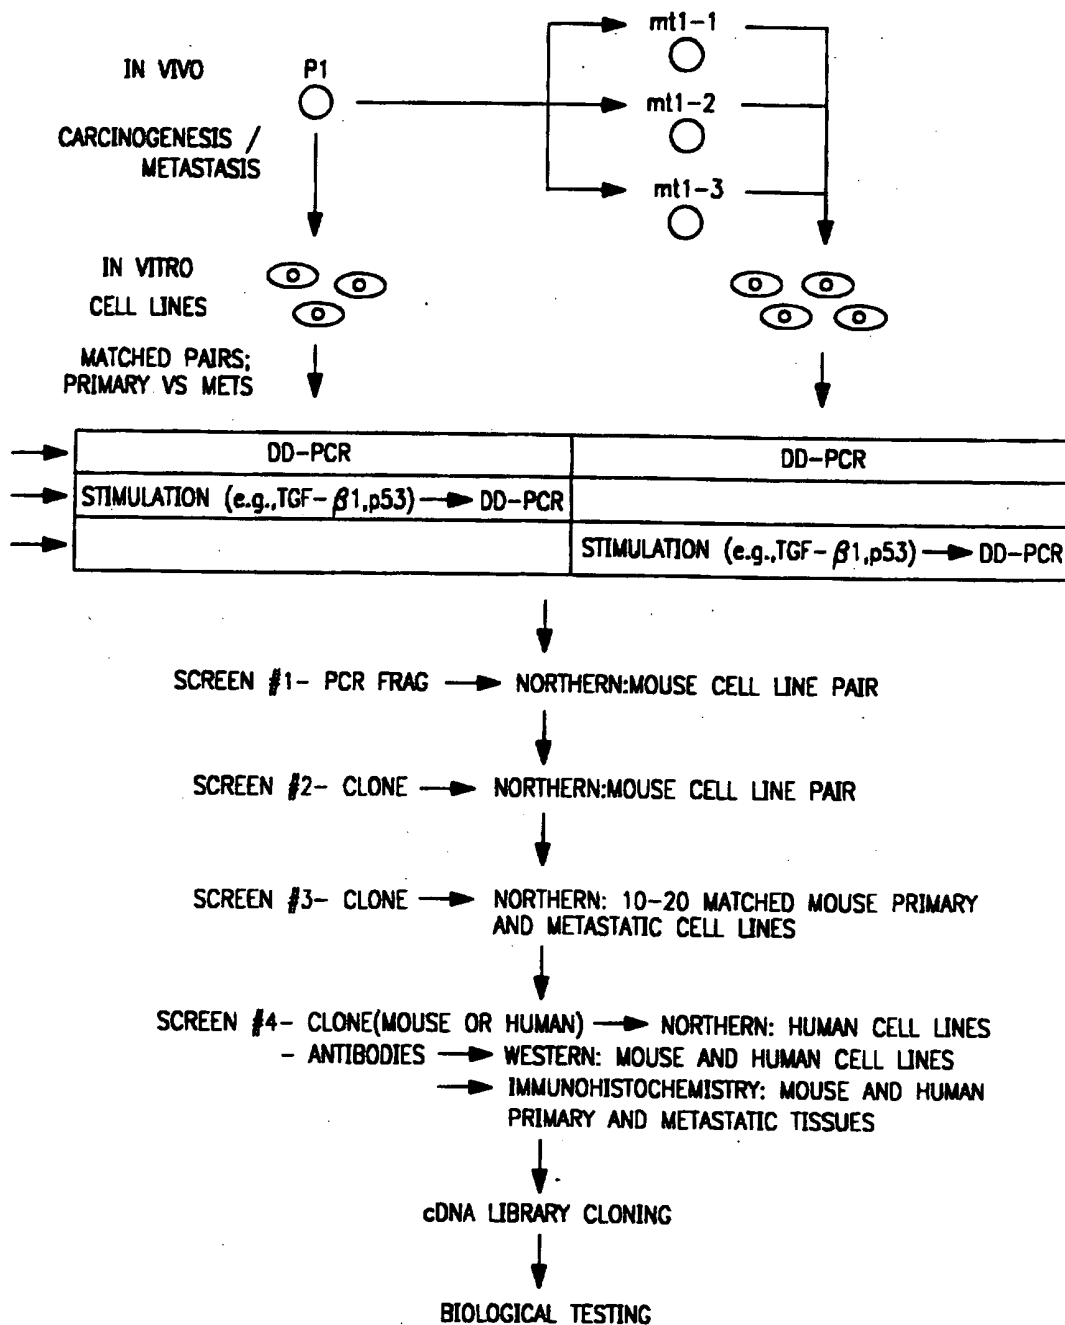 mt1-1
IN VIVO
P1
mt1-2
CARCINOGENESIS /
METASTASIS
mt1-3
IN VITRO
CELL LINES
MATCHED PAIRS;
PRIMARY VS METS
DD-PCR
DD-PCR
STIMULATION (e.g.,TGF-β1,p53) → DD-PCR
STIMULATION (e.g.,TGF-β1,p53) → DD-PCR
SCREEN #1- PCR FRAG → NORTHERN:MOUSE CELL LINE PAIR
SCREEN #2- CLONE → NORTHERN:MOUSE CELL LINE PAIR
SCREEN #3- CLONE → NORTHERN: 10-20 MATCHED MOUSE PRIMARY
AND METASTATIC CELL LINES
SCREEN #4- CLONE(MOUSE OR HUMAN) → NORTHERN: HUMAN CELL LINES
- ANTIBODIES → WESTERN: MOUSE AND HUMAN CELL LINES
→ IMMUNOHISTOCHEMISTRY: MOUSE AND HUMAN
PRIMARY AND METASTATIC TISSUES
cDNA LIBRARY CLONING
BIOLOGICAL TESTING